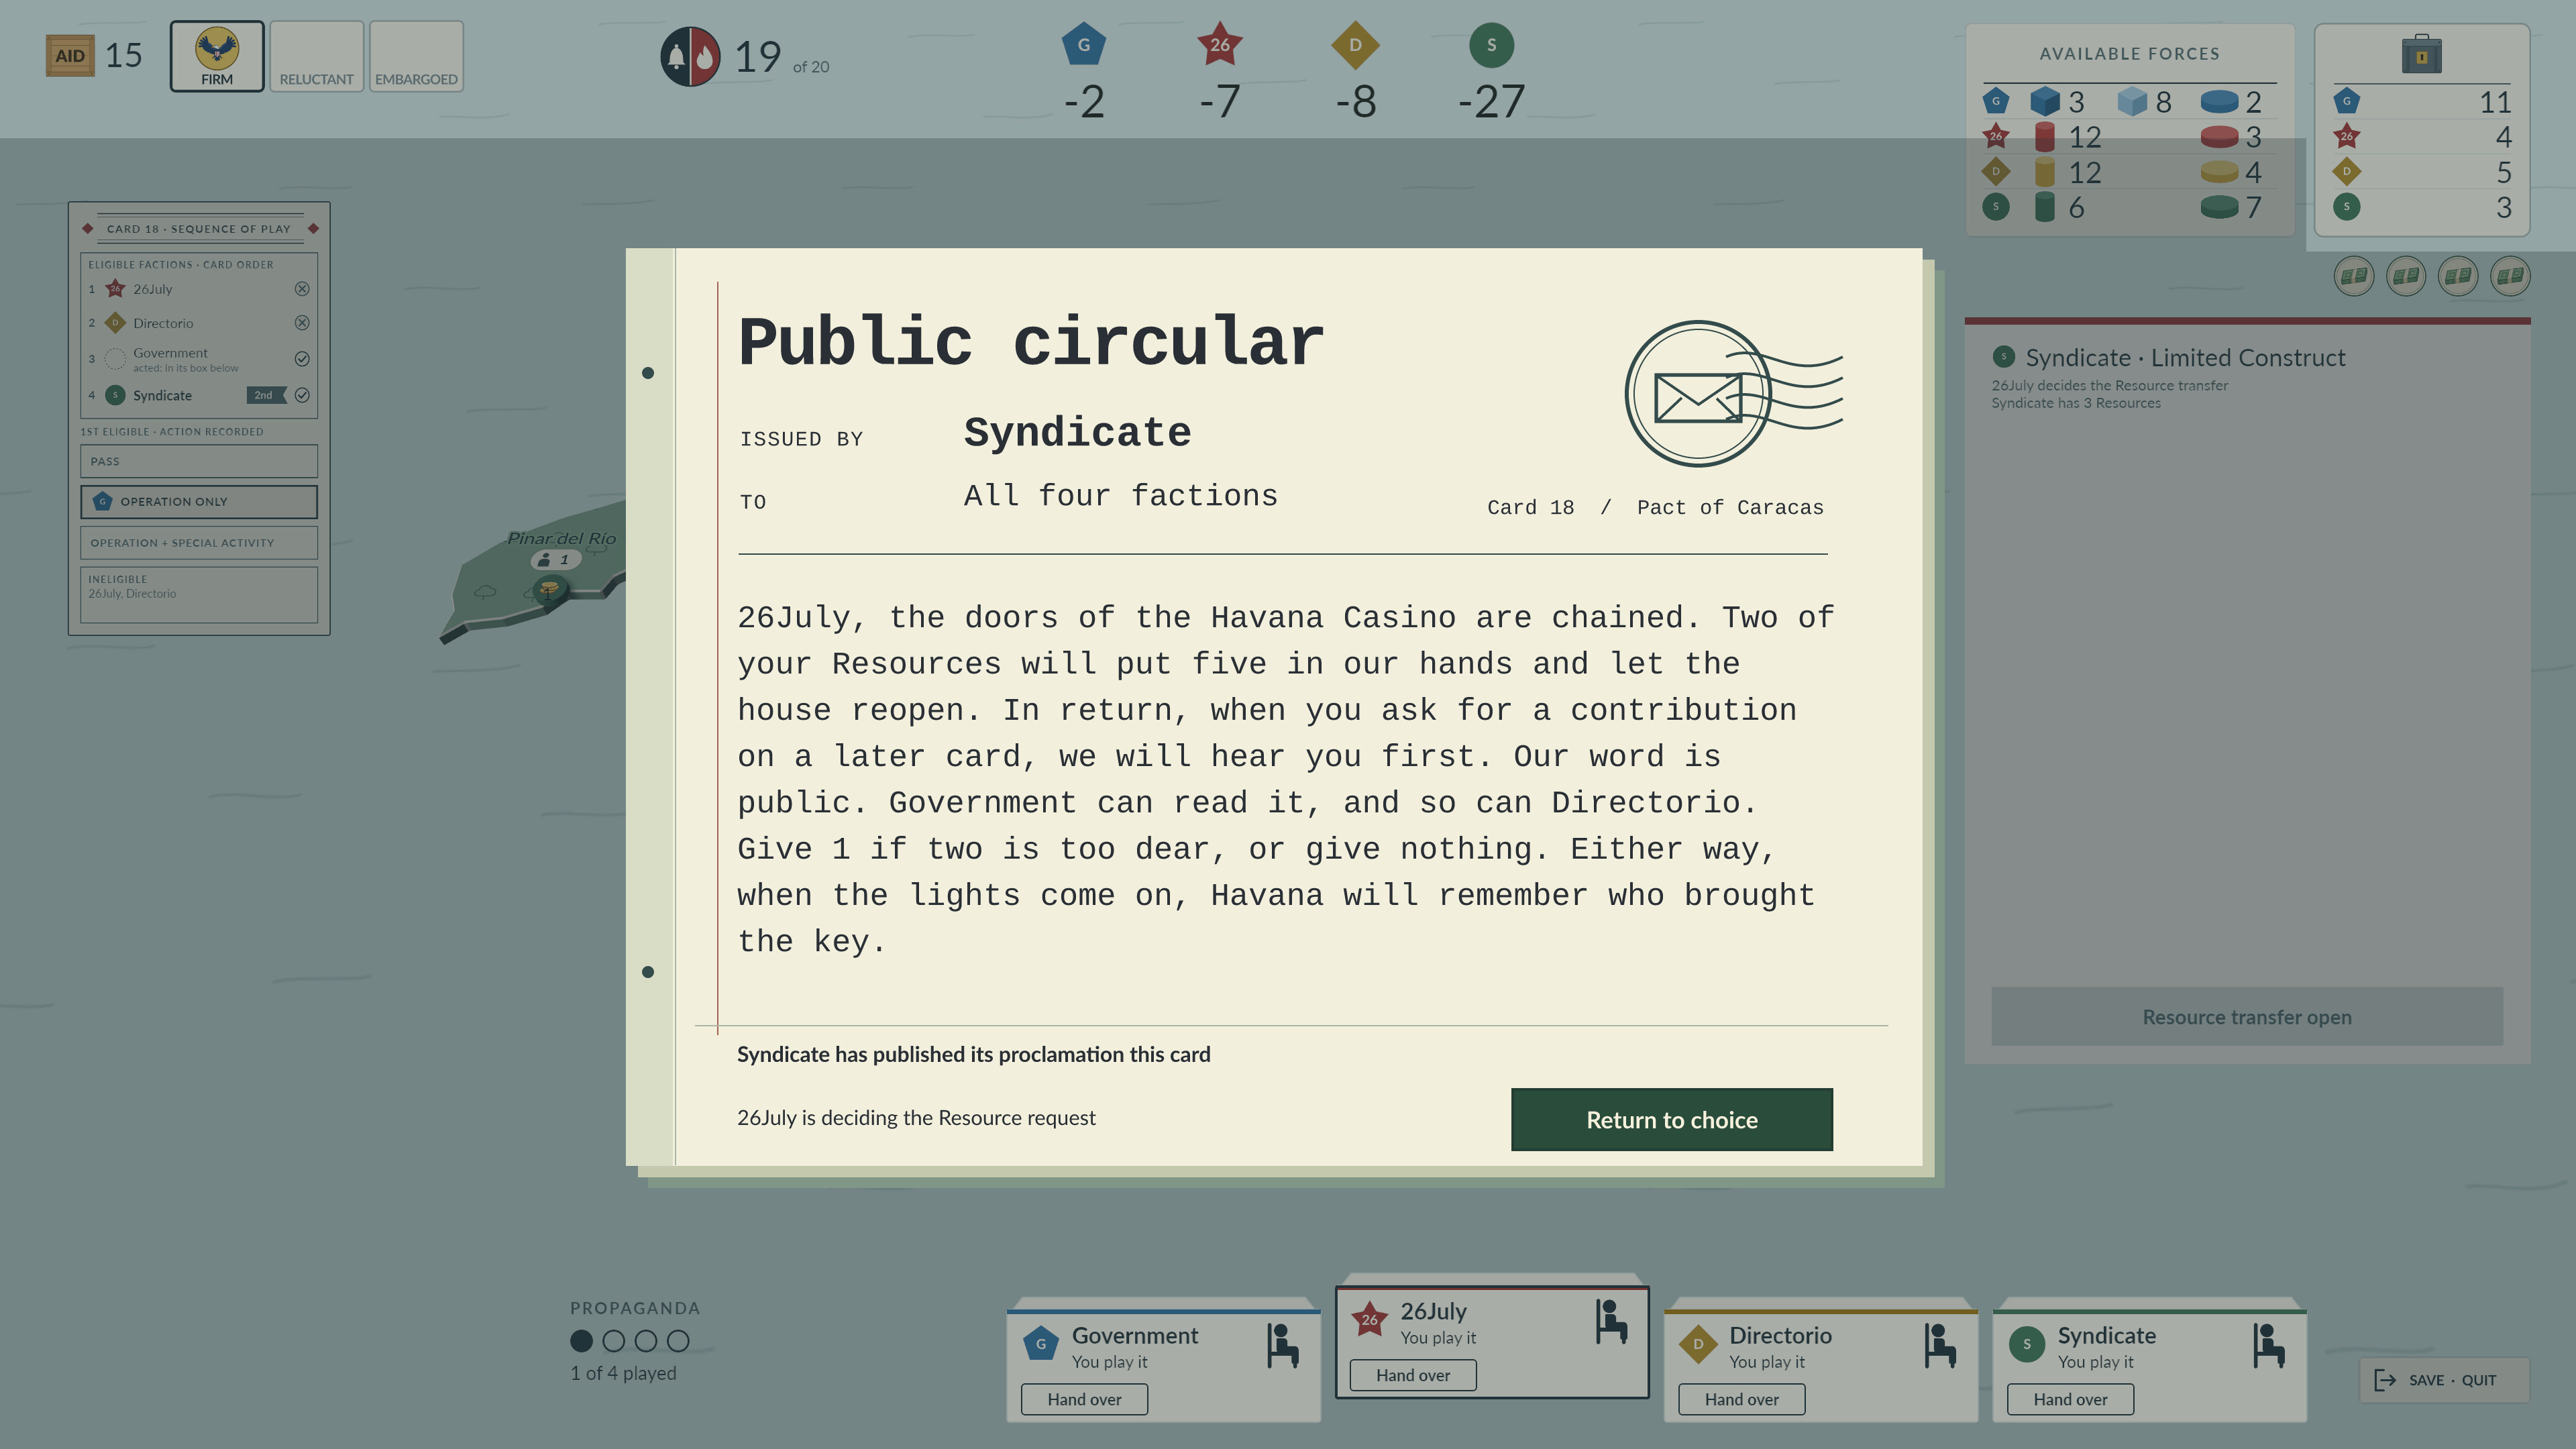 AID 15
FIRM
RELUCTANT
EMBARGOED
19 of 20
G
26
D
S
-2
-7
-8
-27
AVAILABLE FORCES
G 3 8 2
26 12 3
D 12 4
S 6 7
G 11
26 4
D 5
S 3
CARD 18 · SEQUENCE OF PLAY
ELIGIBLE FACTIONS · CARD ORDER
1 26 26July
2 D Directorio
3 Government
acted: in its box below
4 S Syndicate 2nd
1ST ELIGIBLE · ACTION RECORDED
PASS
G OPERATION ONLY
OPERATION + SPECIAL ACTIVITY
INELIGIBLE
26July, Directorio
Pinar del Río
1
1
Public circular
ISSUED BY Syndicate
TO All four factions
Card 18 / Pact of Caracas
26July, the doors of the Havana Casino are chained. Two of
your Resources will put five in our hands and let the
house reopen. In return, when you ask for a contribution
on a later card, we will hear you first. Our word is
public. Government can read it, and so can Directorio.
Give 1 if two is too dear, or give nothing. Either way,
when the lights come on, Havana will remember who brought
the key.
Syndicate has published its proclamation this card
26July is deciding the Resource request
Return to choice
S Syndicate · Limited Construct
26July decides the Resource transfer
Syndicate has 3 Resources
Resource transfer open
PROPAGANDA
1 of 4 played
G Government
You play it
Hand over
26 26July
You play it
Hand over
D Directorio
You play it
Hand over
S Syndicate
You play it
Hand over
SAVE · QUIT